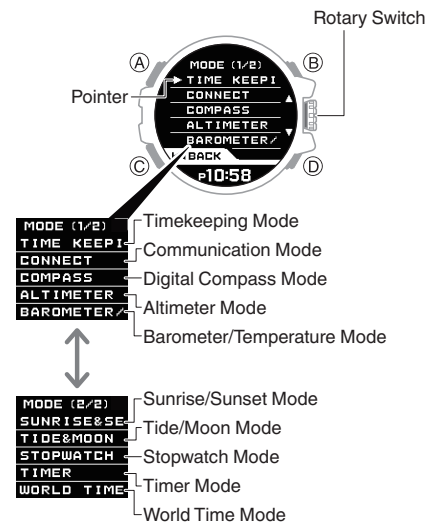 Rotary Switch
A
B
MODE (1/2)
TIME KEEPI
Pointer
CONNECT
COMPASS
ALTIMETER
BAROMETER/
BACK
C
D
P10:58
MODE (1/2)
TIME KEEPI
Timekeeping Mode
CONNECT
Communication Mode
COMPASS
Digital Compass Mode
ALTIMETER
Altimeter Mode
BAROMETER/
Barometer/Temperature Mode
MODE (2/2)
SUNRISE&SE
Sunrise/Sunset Mode
TIDE&MOON
Tide/Moon Mode
STOPWATCH
Stopwatch Mode
TIMER
Timer Mode
WORLD TIME
World Time Mode